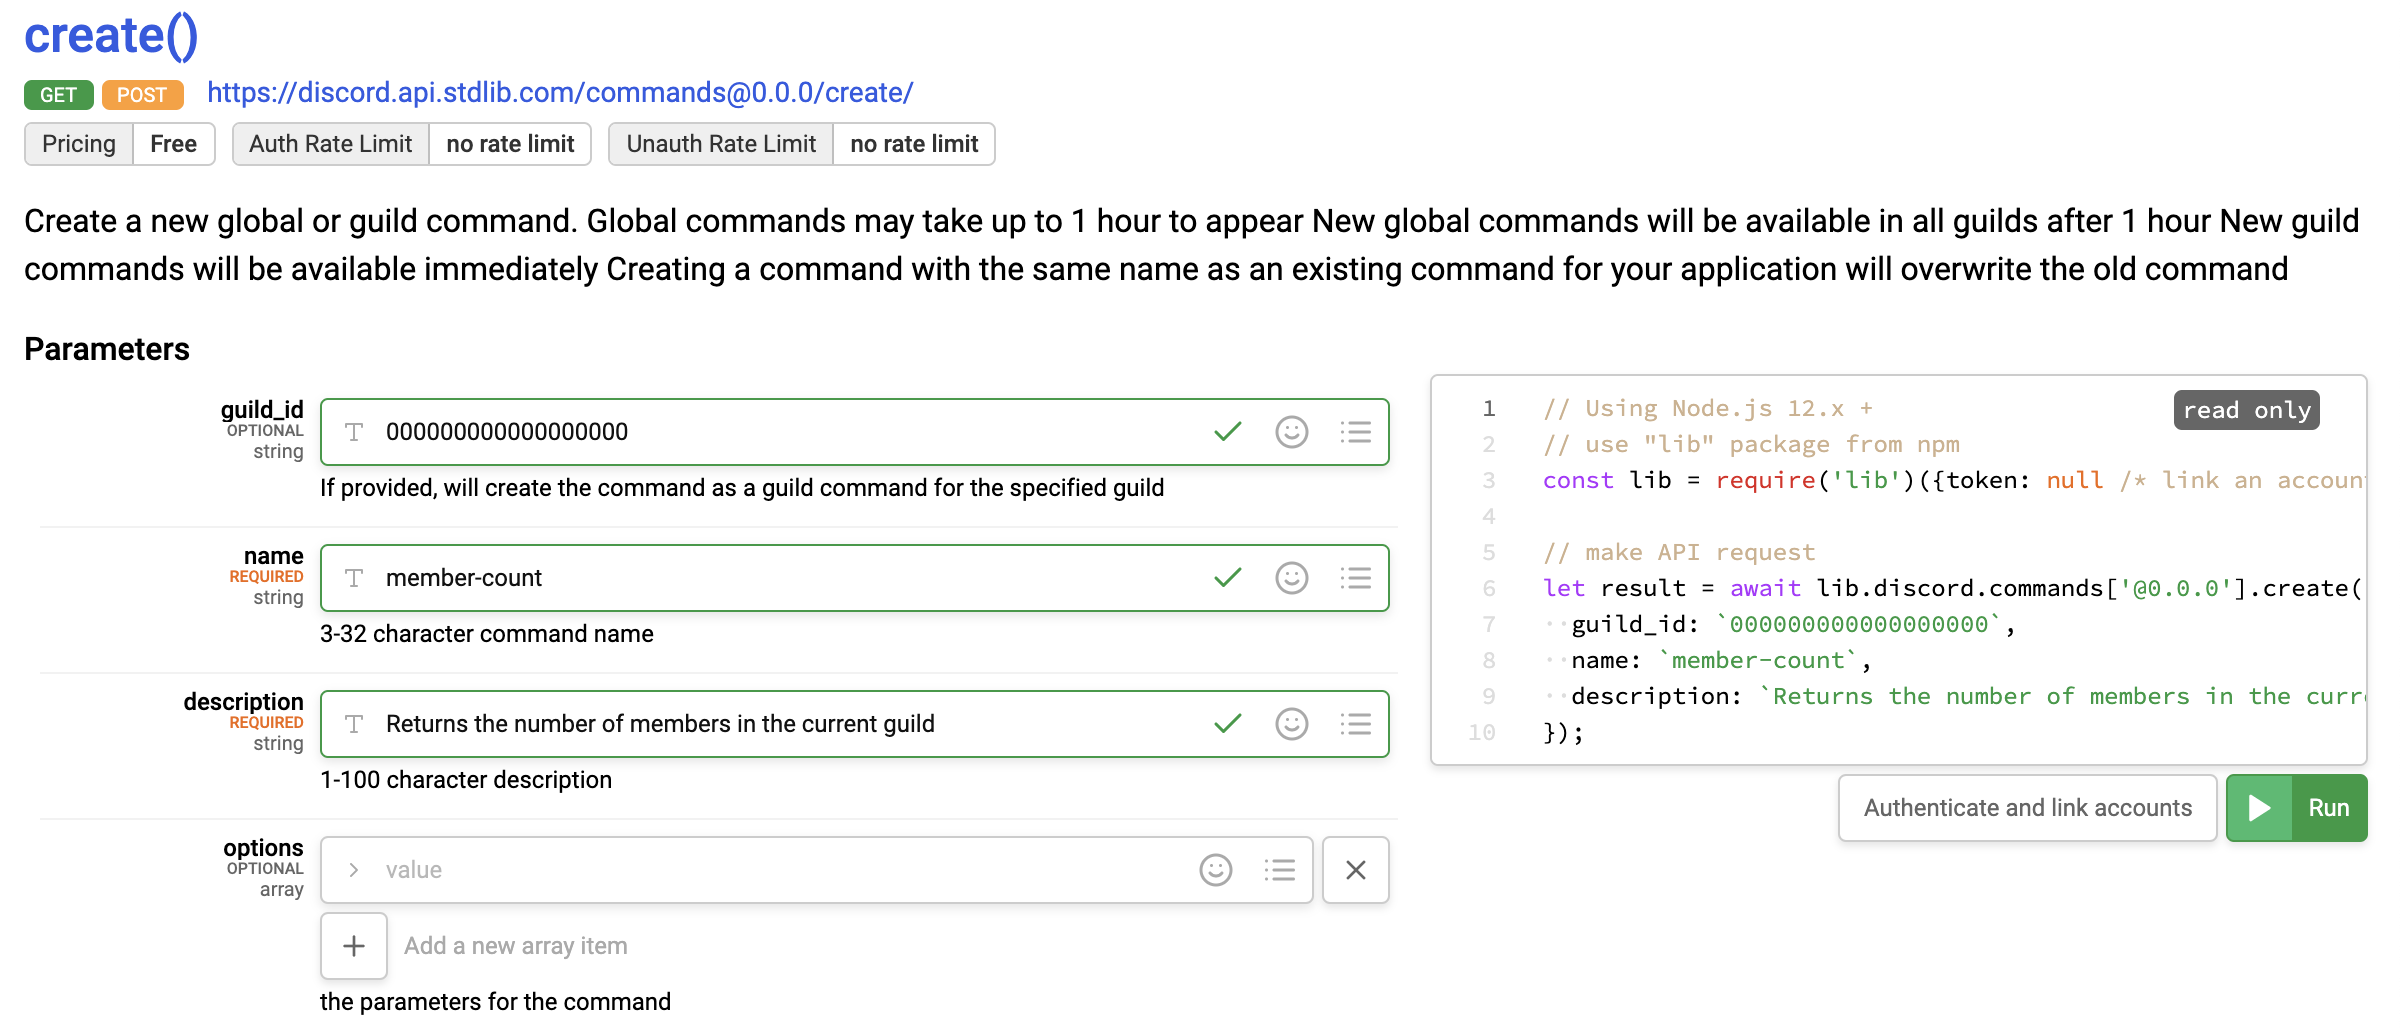 create()
GET POST https://discord.api.stdlib.com/commands@0.0.0/create/
Pricing Free Auth Rate Limit no rate limit Unauth Rate Limit no rate limit
Create a new global or guild command. Global commands may take up to 1 hour to appear New global commands will be available in all guilds after 1 hour New guild
commands will be available immediately Creating a command with the same name as an existing command for your application will overwrite the old command
Parameters
guild_id
OPTIONAL
string
000000000000000000
If provided, will create the command as a guild command for the specified guild
name
REQUIRED
string
member-count
3-32 character command name
description
REQUIRED
string
Returns the number of members in the current guild
1-100 character description
options
OPTIONAL
array
value
Add a new array item
the parameters for the command
1 // Using Node.js 12.x +
read only
2 // use "lib" package from npm
3 const lib = require('lib')({token: null /* link an accoun
4
5 // make API request
6 let result = await lib.discord.commands['@0.0.0'].create(
7 guild_id: `000000000000000000`,
8 name: `member-count`,
9 description: `Returns the number of members in the curr
10 });
Authenticate and link accounts Run